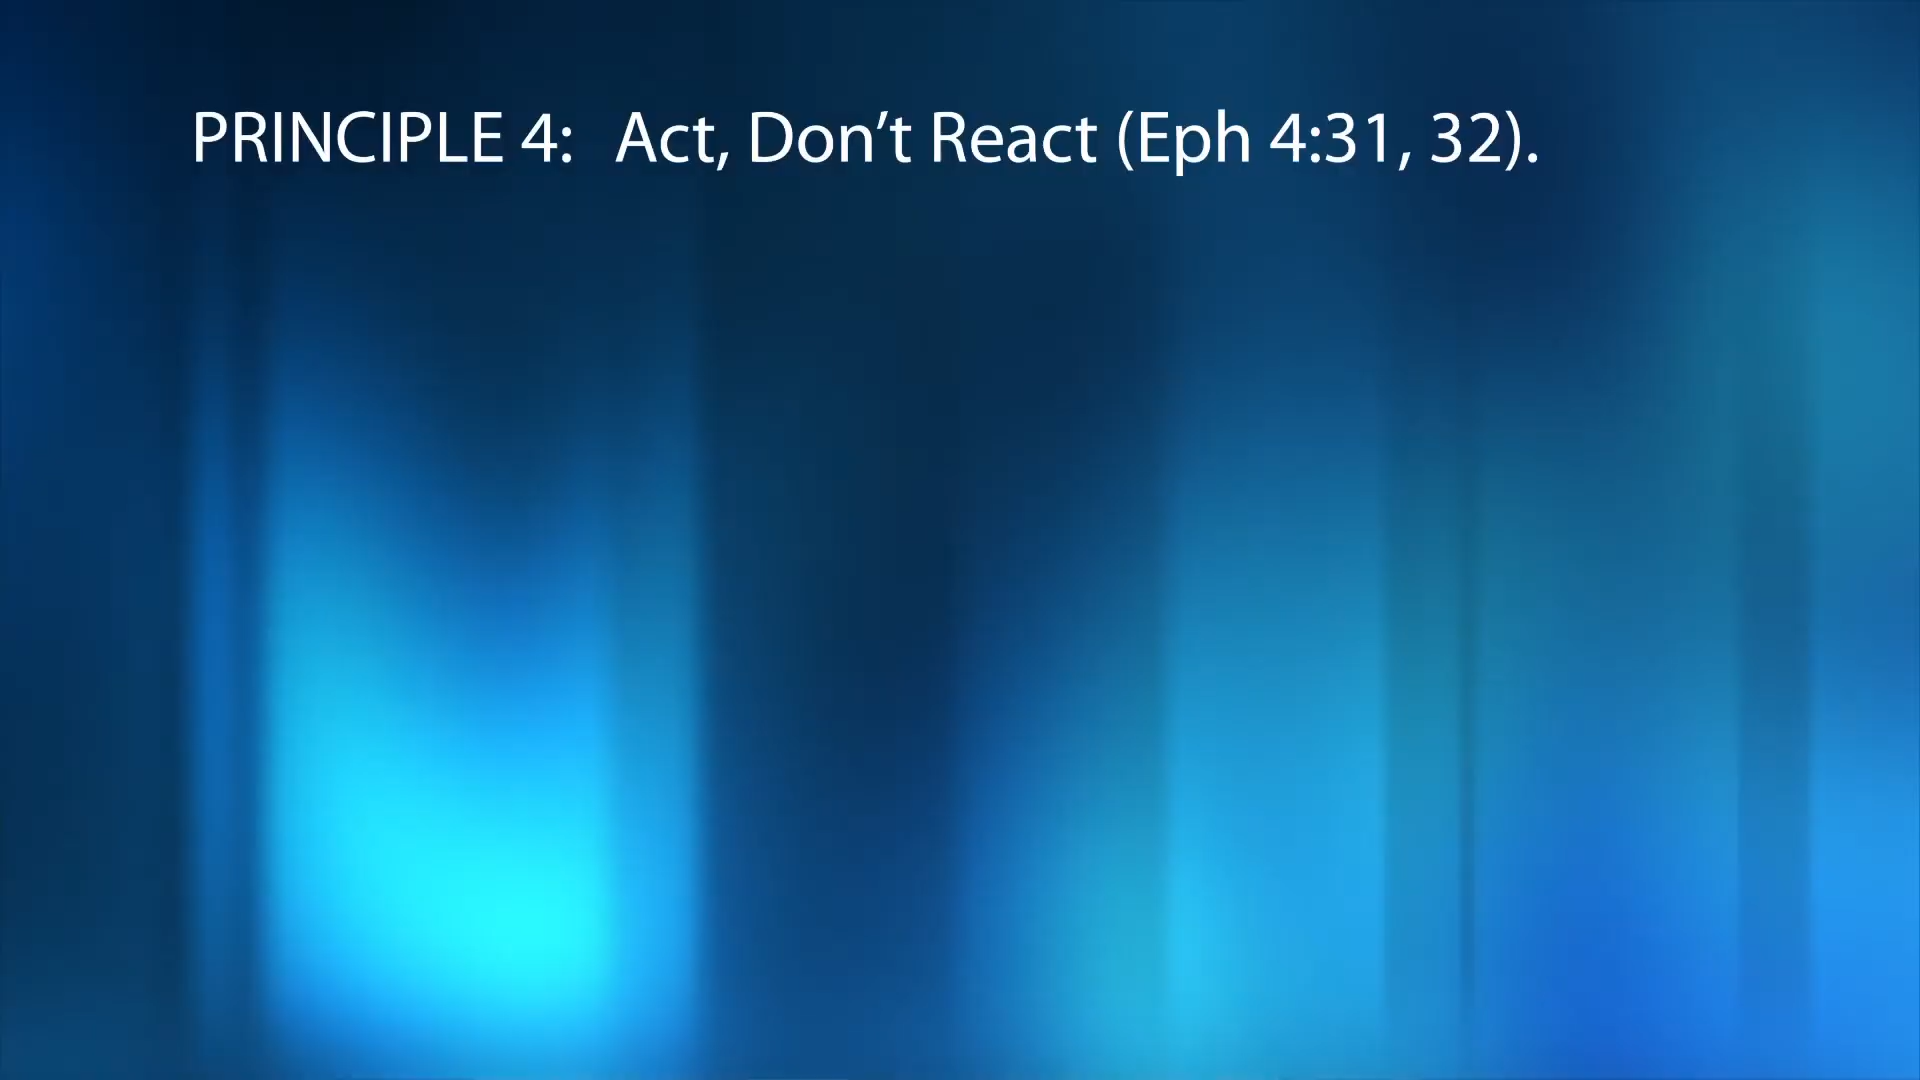 PRINCIPLE 4: Act, Don’t React (Eph 4:31, 32).